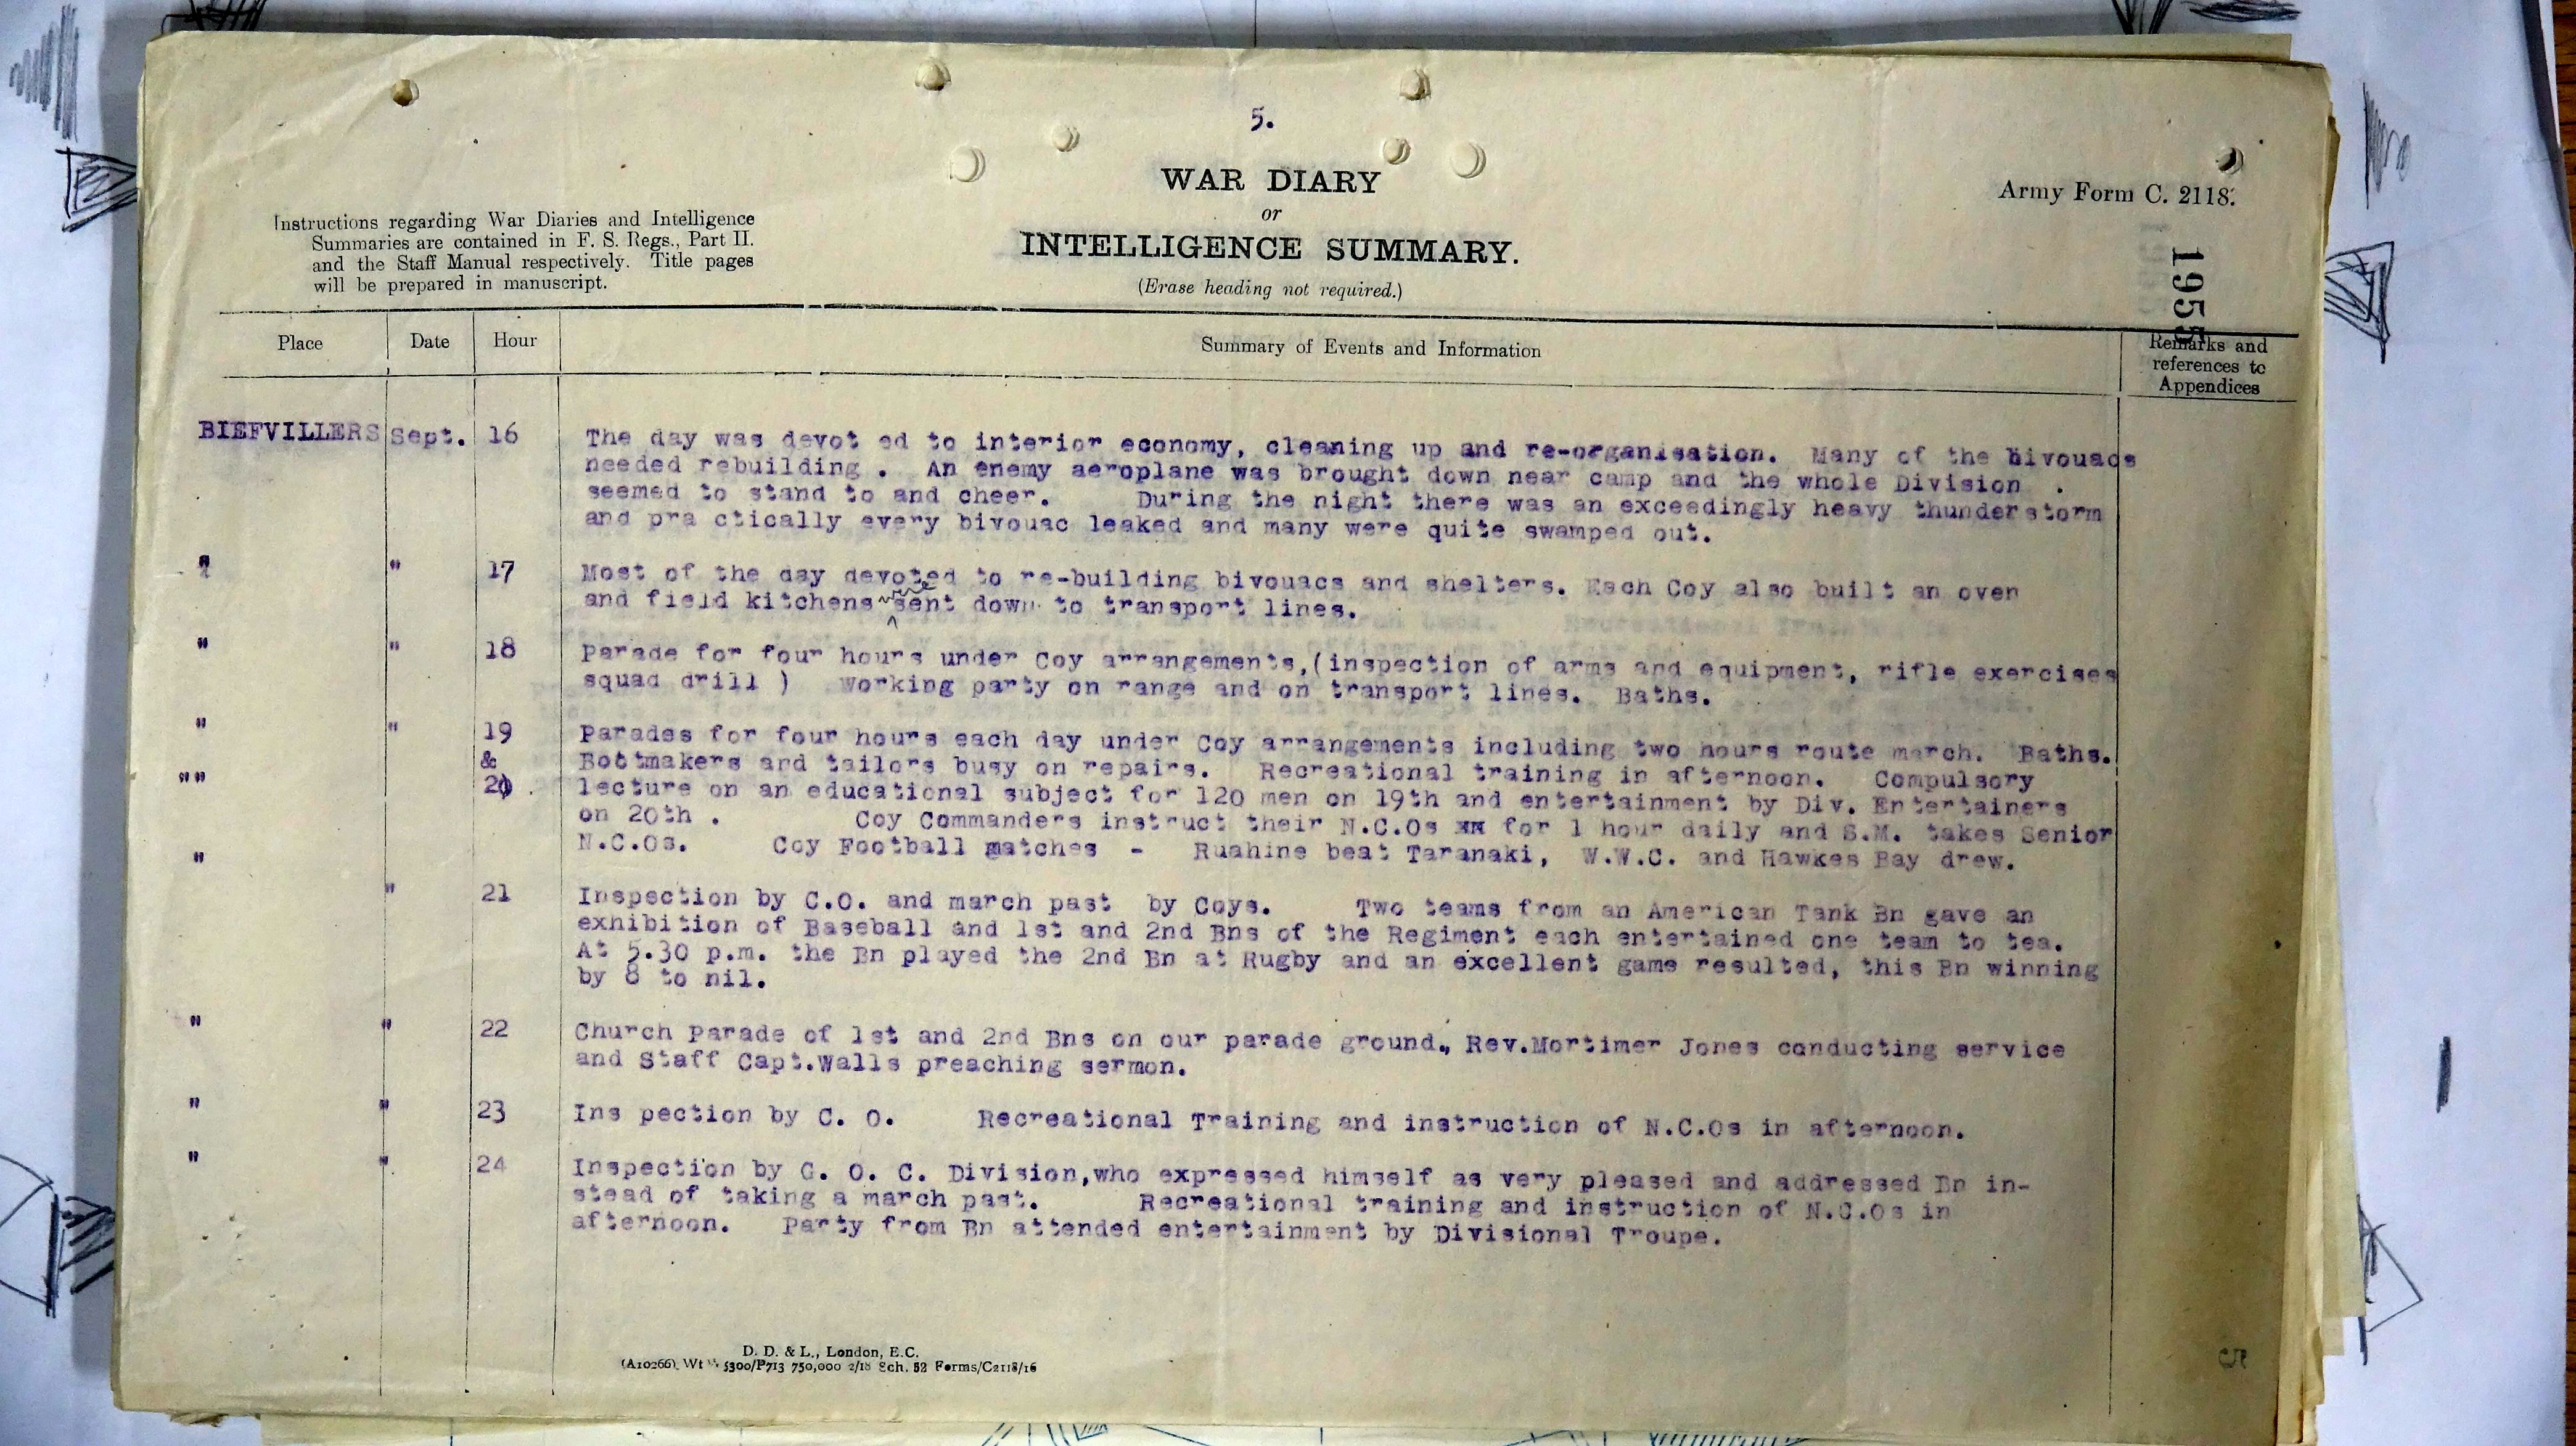 5.
WAR DIARY
or
INTELLIGENCE SUMMARY.
(Erase heading not required.)
Army Form C. 2118.
1955
Instructions regarding War Diaries and Intelligence
Summaries are contained in F. S. Regs., Part II.
and the Staff Manual respectively. Title pages
will be prepared in manuscript.
Place Date Hour Summary of Events and Information Remarks and
references to
Appendices
BIEFVILLERS Sept. 16 The day was devot ed to interior economy, cleaning up and re-organisation. Many of the bivouacs
needed rebuilding . An enemy aeroplane was brought down near camp and the whole Division .
seemed to stand to and cheer. During the night there was an exceedingly heavy thunderstorm
and pra ctically every bivouac leaked and many were quite swamped out.
" " 17 Most of the day devoted to re-building bivouacs and shelters. Each Coy also built an oven
and field kitchens sent down to transport lines.
" " 18 Parade for four hours under Coy arrangements,(inspection of arms and equipment, rifle exercises
squad drill ) Working party on range and on transport lines. Baths.
" " 19 Parades for four hours each day under Coy arrangements including two hours route march. Baths.
& Bootmakers and tailors busy on repairs. Recreational training in afternoon. Compulsory
"" 20 . lecture on an educational subject for 120 men on 19th and entertainment by Div. Entertainers
on 20th . Coy Commanders instruct their N.C.Os xx for 1 hour daily and S.M. takes Senior
" N.C.Os. Coy Football matches - Ruahine beat Taranaki, W.W.C. and Hawkes Bay drew.
" 21 Inspection by C.O. and march past by Coys. Two teams from an American Tank Bn gave an
exhibition of Baseball and 1st and 2nd Bns of the Regiment each entertained one team to tea.
At 5.30 p.m. the Bn played the 2nd Bn at Rugby and an excellent game resulted, this Bn winning
by 8 to nil.
" " 22 Church Parade of 1st and 2nd Bns on our parade ground., Rev.Mortimer Jones conducting service
and Staff Capt.Walls preaching sermon.
" " 23 Ins pection by C. O. Recreational Training and instruction of N.C.Os in afternoon.
" " 24 Inspection by G. O. C. Division,who expressed himself as very pleased and addressed Bn in-
stead of taking a march past. Recreational training and instruction of N.C.Os in
afternoon. Party from Bn attended entertainment by Divisional Troupe.
D. D. & L., London, E.C.
(A10266) Wt 5300/P713 750,000 2/18 Sch. 52 Forms/C2118/16